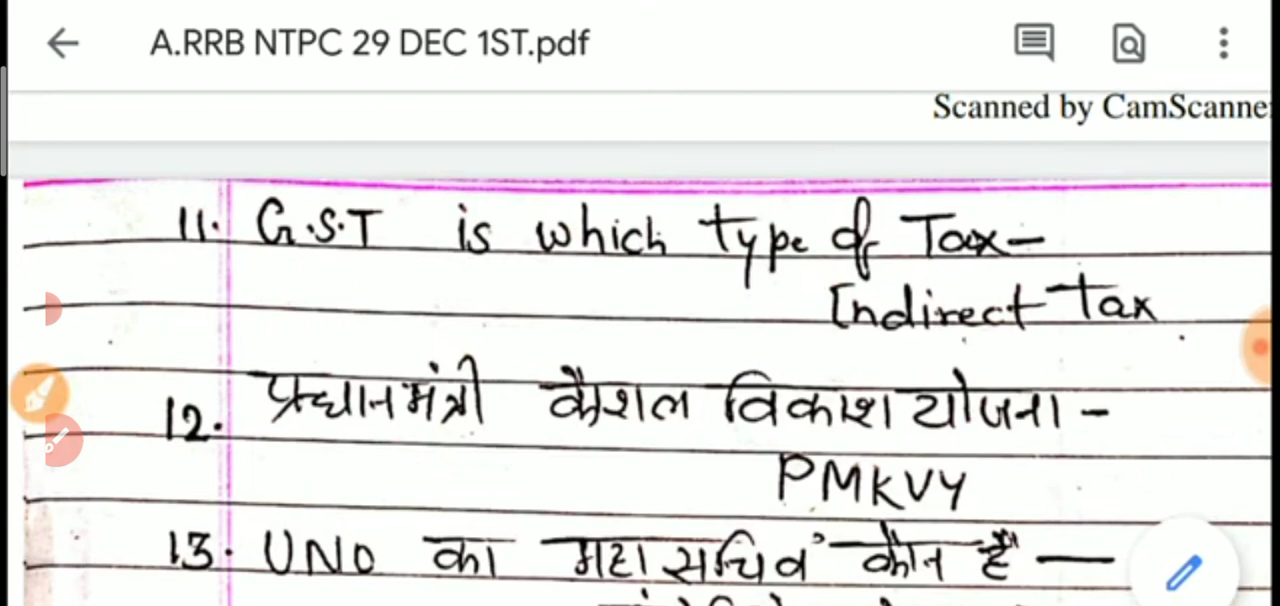 A.RRB NTPC 29 DEC 1ST.pdf
Scanned by CamScanne
11. G.S.T is which type of Tax-
Indirect Tax
12. प्रधानमंत्री कौशल विकाश योजना -
PMKVY
13. UNO का महासचिव कौन हैं —